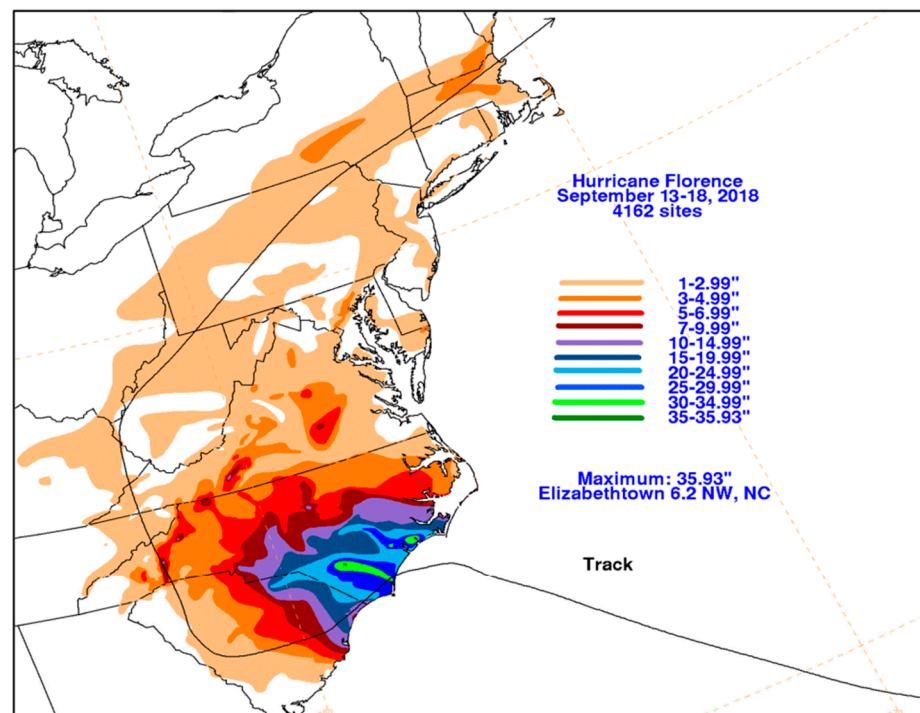 Hurricane Florence
September 13-18, 2018
4162 sites
1-2.99"
3-4.99"
5-6.99"
7-9.99"
10-14.99"
15-19.99"
20-24.99"
25-29.99"
30-34.99"
35-35.93"
Maximum: 35.93"
Elizabethtown 6.2 NW, NC
Track